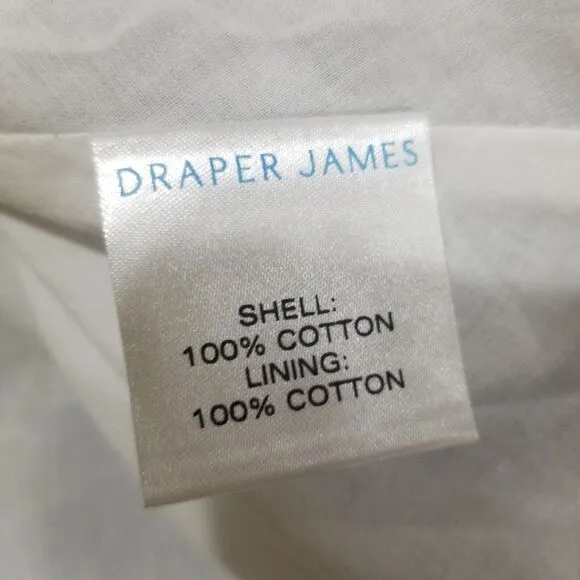 DRAPER JAMES
SHELL:
100% COTTON
LINING:
100% COTTON